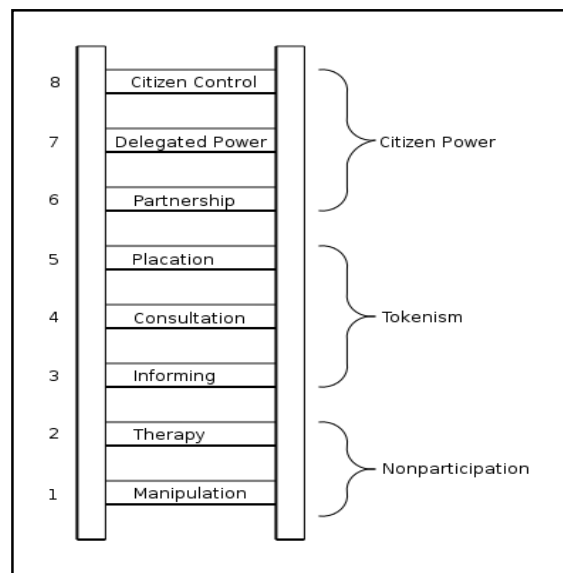 8 Citizen Control
7 Delegated Power Citizen Power
6 Partnership
5 Placation
4 Consultation Tokenism
3 Informing
2 Therapy
Nonparticipation
1 Manipulation